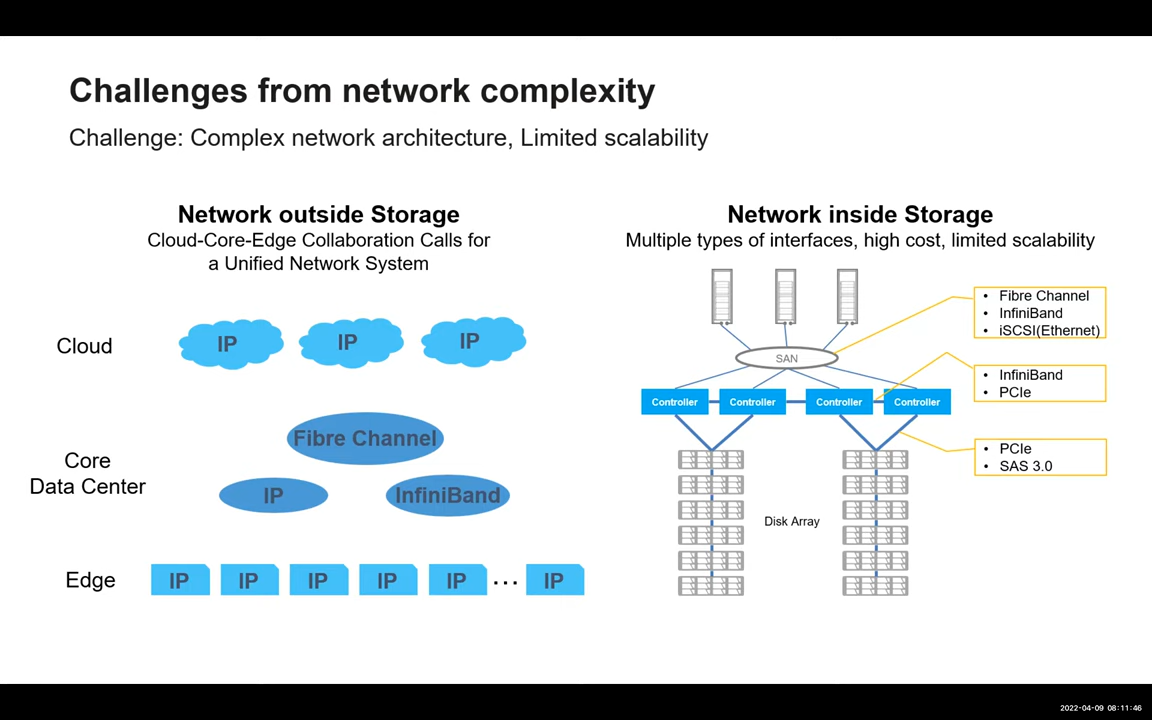 Challenges from network complexity
Challenge: Complex network architecture, Limited scalability
Network outside Storage
Cloud-Core-Edge Collaboration Calls for
a Unified Network System
Cloud
IP
IP
IP
Core
Data Center
Fibre Channel
IP
InfiniBand
Edge
IP
IP
IP
IP
IP
...
IP
Network inside Storage
Multiple types of interfaces, high cost, limited scalability
SAN
Controller
Controller
Controller
Controller
Disk Array
• Fibre Channel
• InfiniBand
• iSCSI(Ethernet)
• InfiniBand
• PCIe
• PCIe
• SAS 3.0
2022-04-09 08:11:46